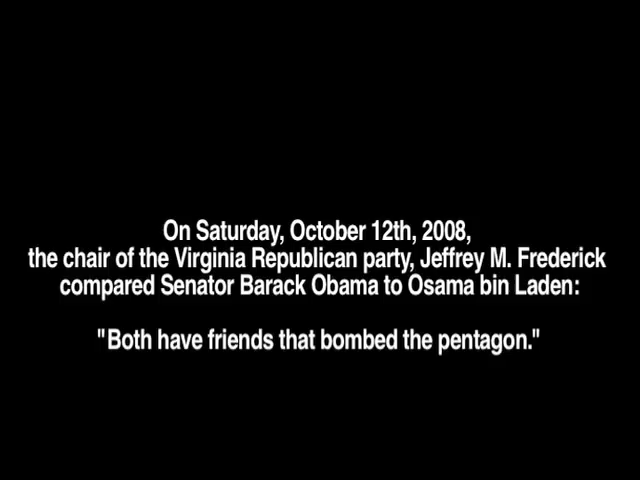 On Saturday, October 12th, 2008,
the chair of the Virginia Republican party, Jeffrey M. Frederick
compared Senator Barack Obama to Osama bin Laden:
"Both have friends that bombed the pentagon."